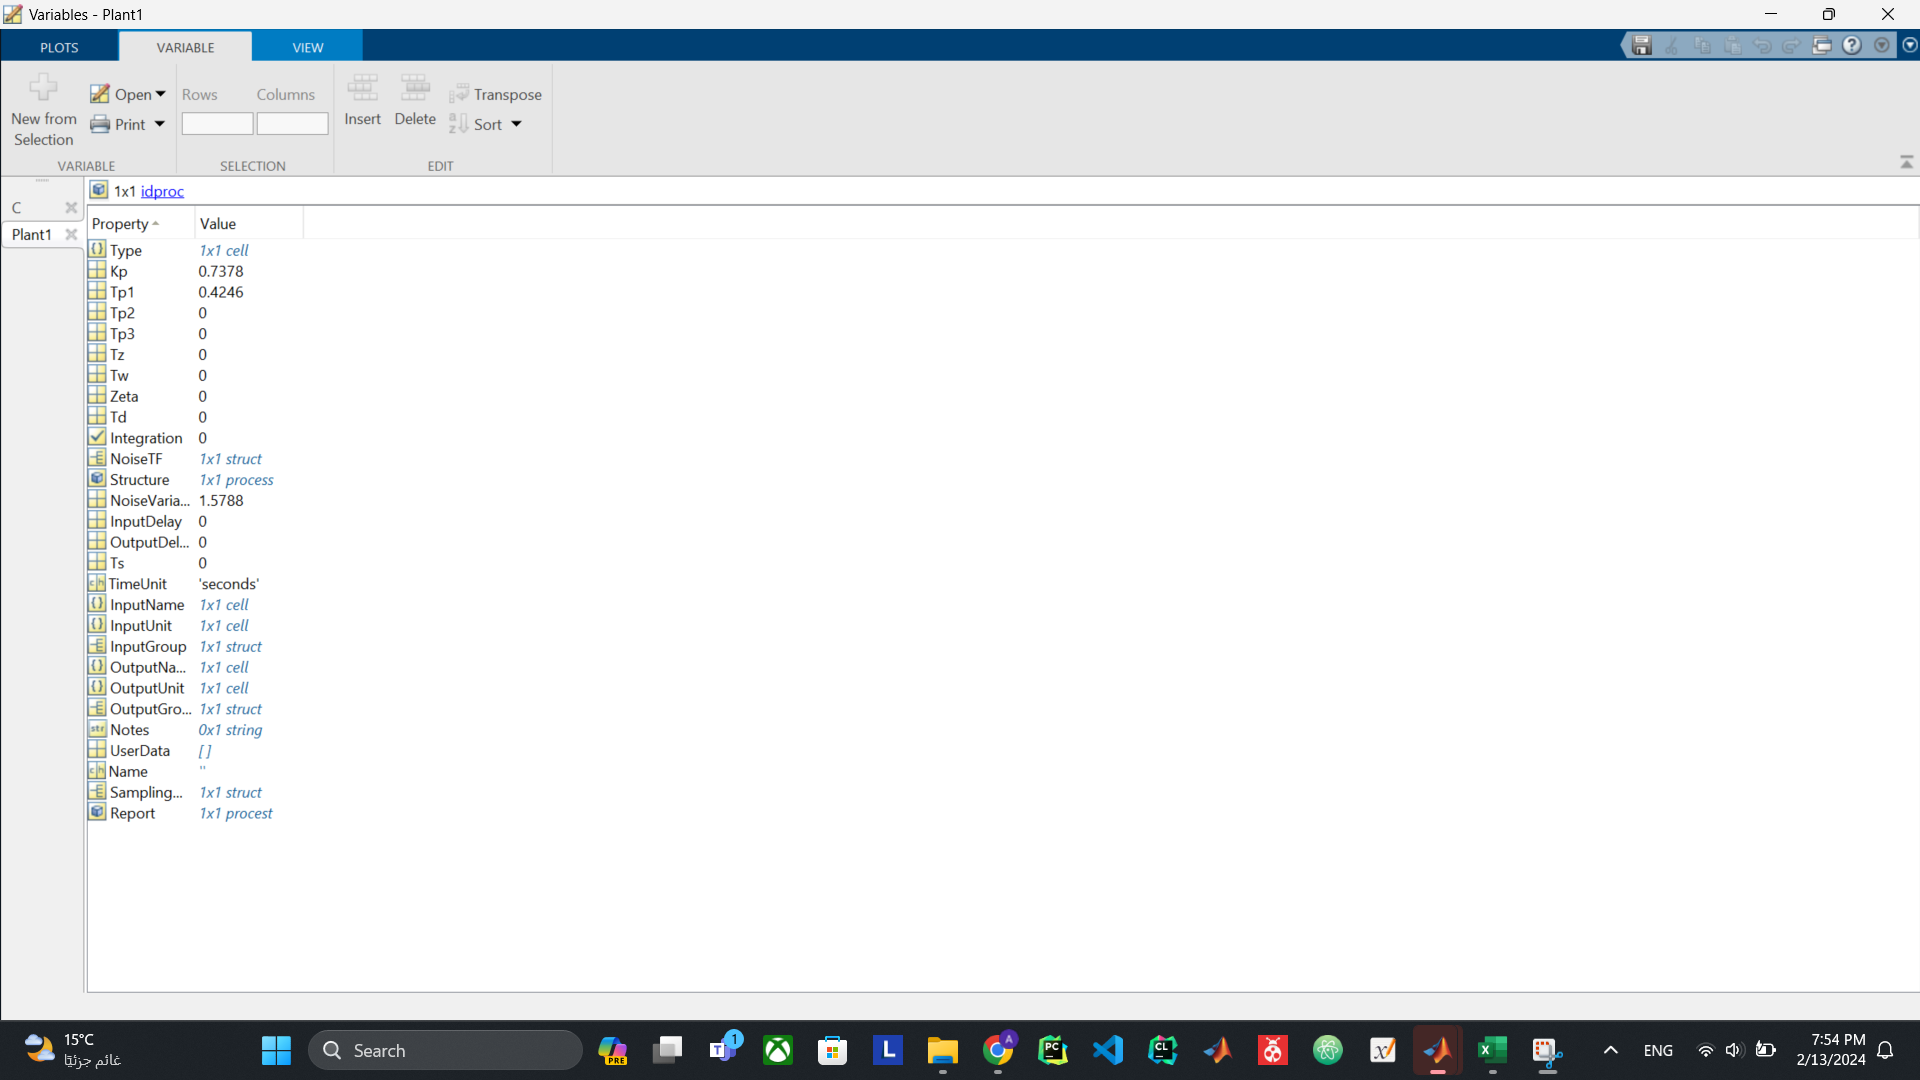 Variables - Plant1
PLOTS
VARIABLE
VIEW
New from
Selection
Open
Print
VARIABLE
Rows
Columns
SELECTION
Insert
Delete
Transpose
Sort
EDIT
C
Plant1
1x1 idproc
Property Value
Type 1x1 cell
Kp 0.7378
Tp1 0.4246
Tp2 0
Tp3 0
Tz 0
Tw 0
Zeta 0
Td 0
Integration 0
NoiseTF 1x1 struct
Structure 1x1 process
NoiseVaria... 1.5788
InputDelay 0
OutputDel... 0
Ts 0
TimeUnit 'seconds'
InputName 1x1 cell
InputUnit 1x1 cell
InputGroup 1x1 struct
OutputNa... 1x1 cell
OutputUnit 1x1 cell
OutputGro... 1x1 struct
Notes 0x1 string
UserData []
Name ''
Sampling... 1x1 struct
Report 1x1 procest
15°C
غائم جزئيًا
Search
PRE
1
T
L
A
PC
CL
ENG
7:54 PM
2/13/2024